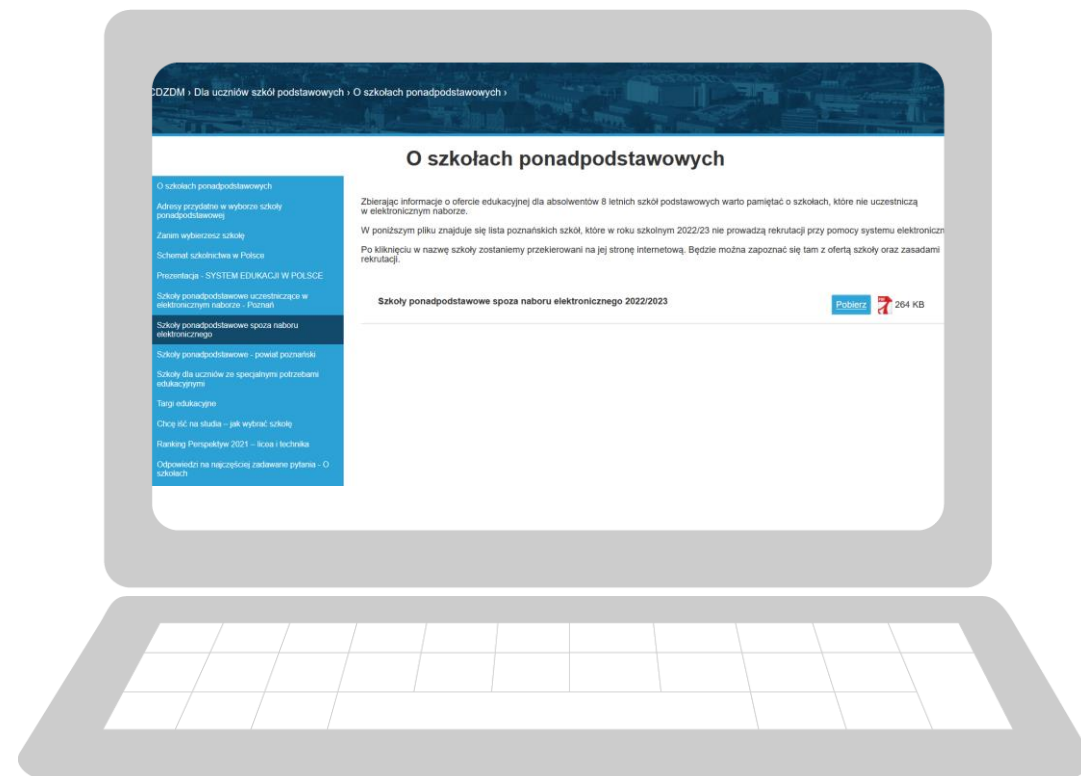 CDZDM › Dla uczniów szkół podstawowych › O szkołach ponadpodstawowych ›
O szkołach ponadpodstawowych
O szkołach ponadpodstawowych
Adresy przydatne w wyborze szkoły
ponadpodstawowej
Zanim wybierzesz szkołę
Schemat szkolnictwa w Polsce
Prezentacja - SYSTEM EDUKACJI W POLSCE
Szkoły ponadpodstawowe uczestniczące w
elektronicznym naborze - Poznań
Szkoły ponadpodstawowe spoza naboru
elektronicznego
Szkoły ponadpodstawowe - powiat poznański
Szkoły dla uczniów ze specjalnymi potrzebami
edukacyjnymi
Targi edukacyjne
Chcę iść na studia – jak wybrać szkołę
Ranking Perspektyw 2021 – licea i technika
Odpowiedzi na najczęściej zadawane pytania - O
szkołach
Zbierając informacje o ofercie edukacyjnej dla absolwentów 8 letnich szkół podstawowych warto pamiętać o szkołach, które nie uczestniczą
w elektronicznym naborze.
W poniższym pliku znajduje się lista poznańskich szkół, które w roku szkolnym 2022/23 nie prowadzą rekrutacji przy pomocy systemu elektroniczn
Po kliknięciu w nazwę szkoły zostaniemy przekierowani na jej stronę internetową. Będzie można zapoznać się tam z ofertą szkoły oraz zasadami
rekrutacji.
Szkoły ponadpodstawowe spoza naboru elektronicznego 2022/2023 Pobierz 264 KB